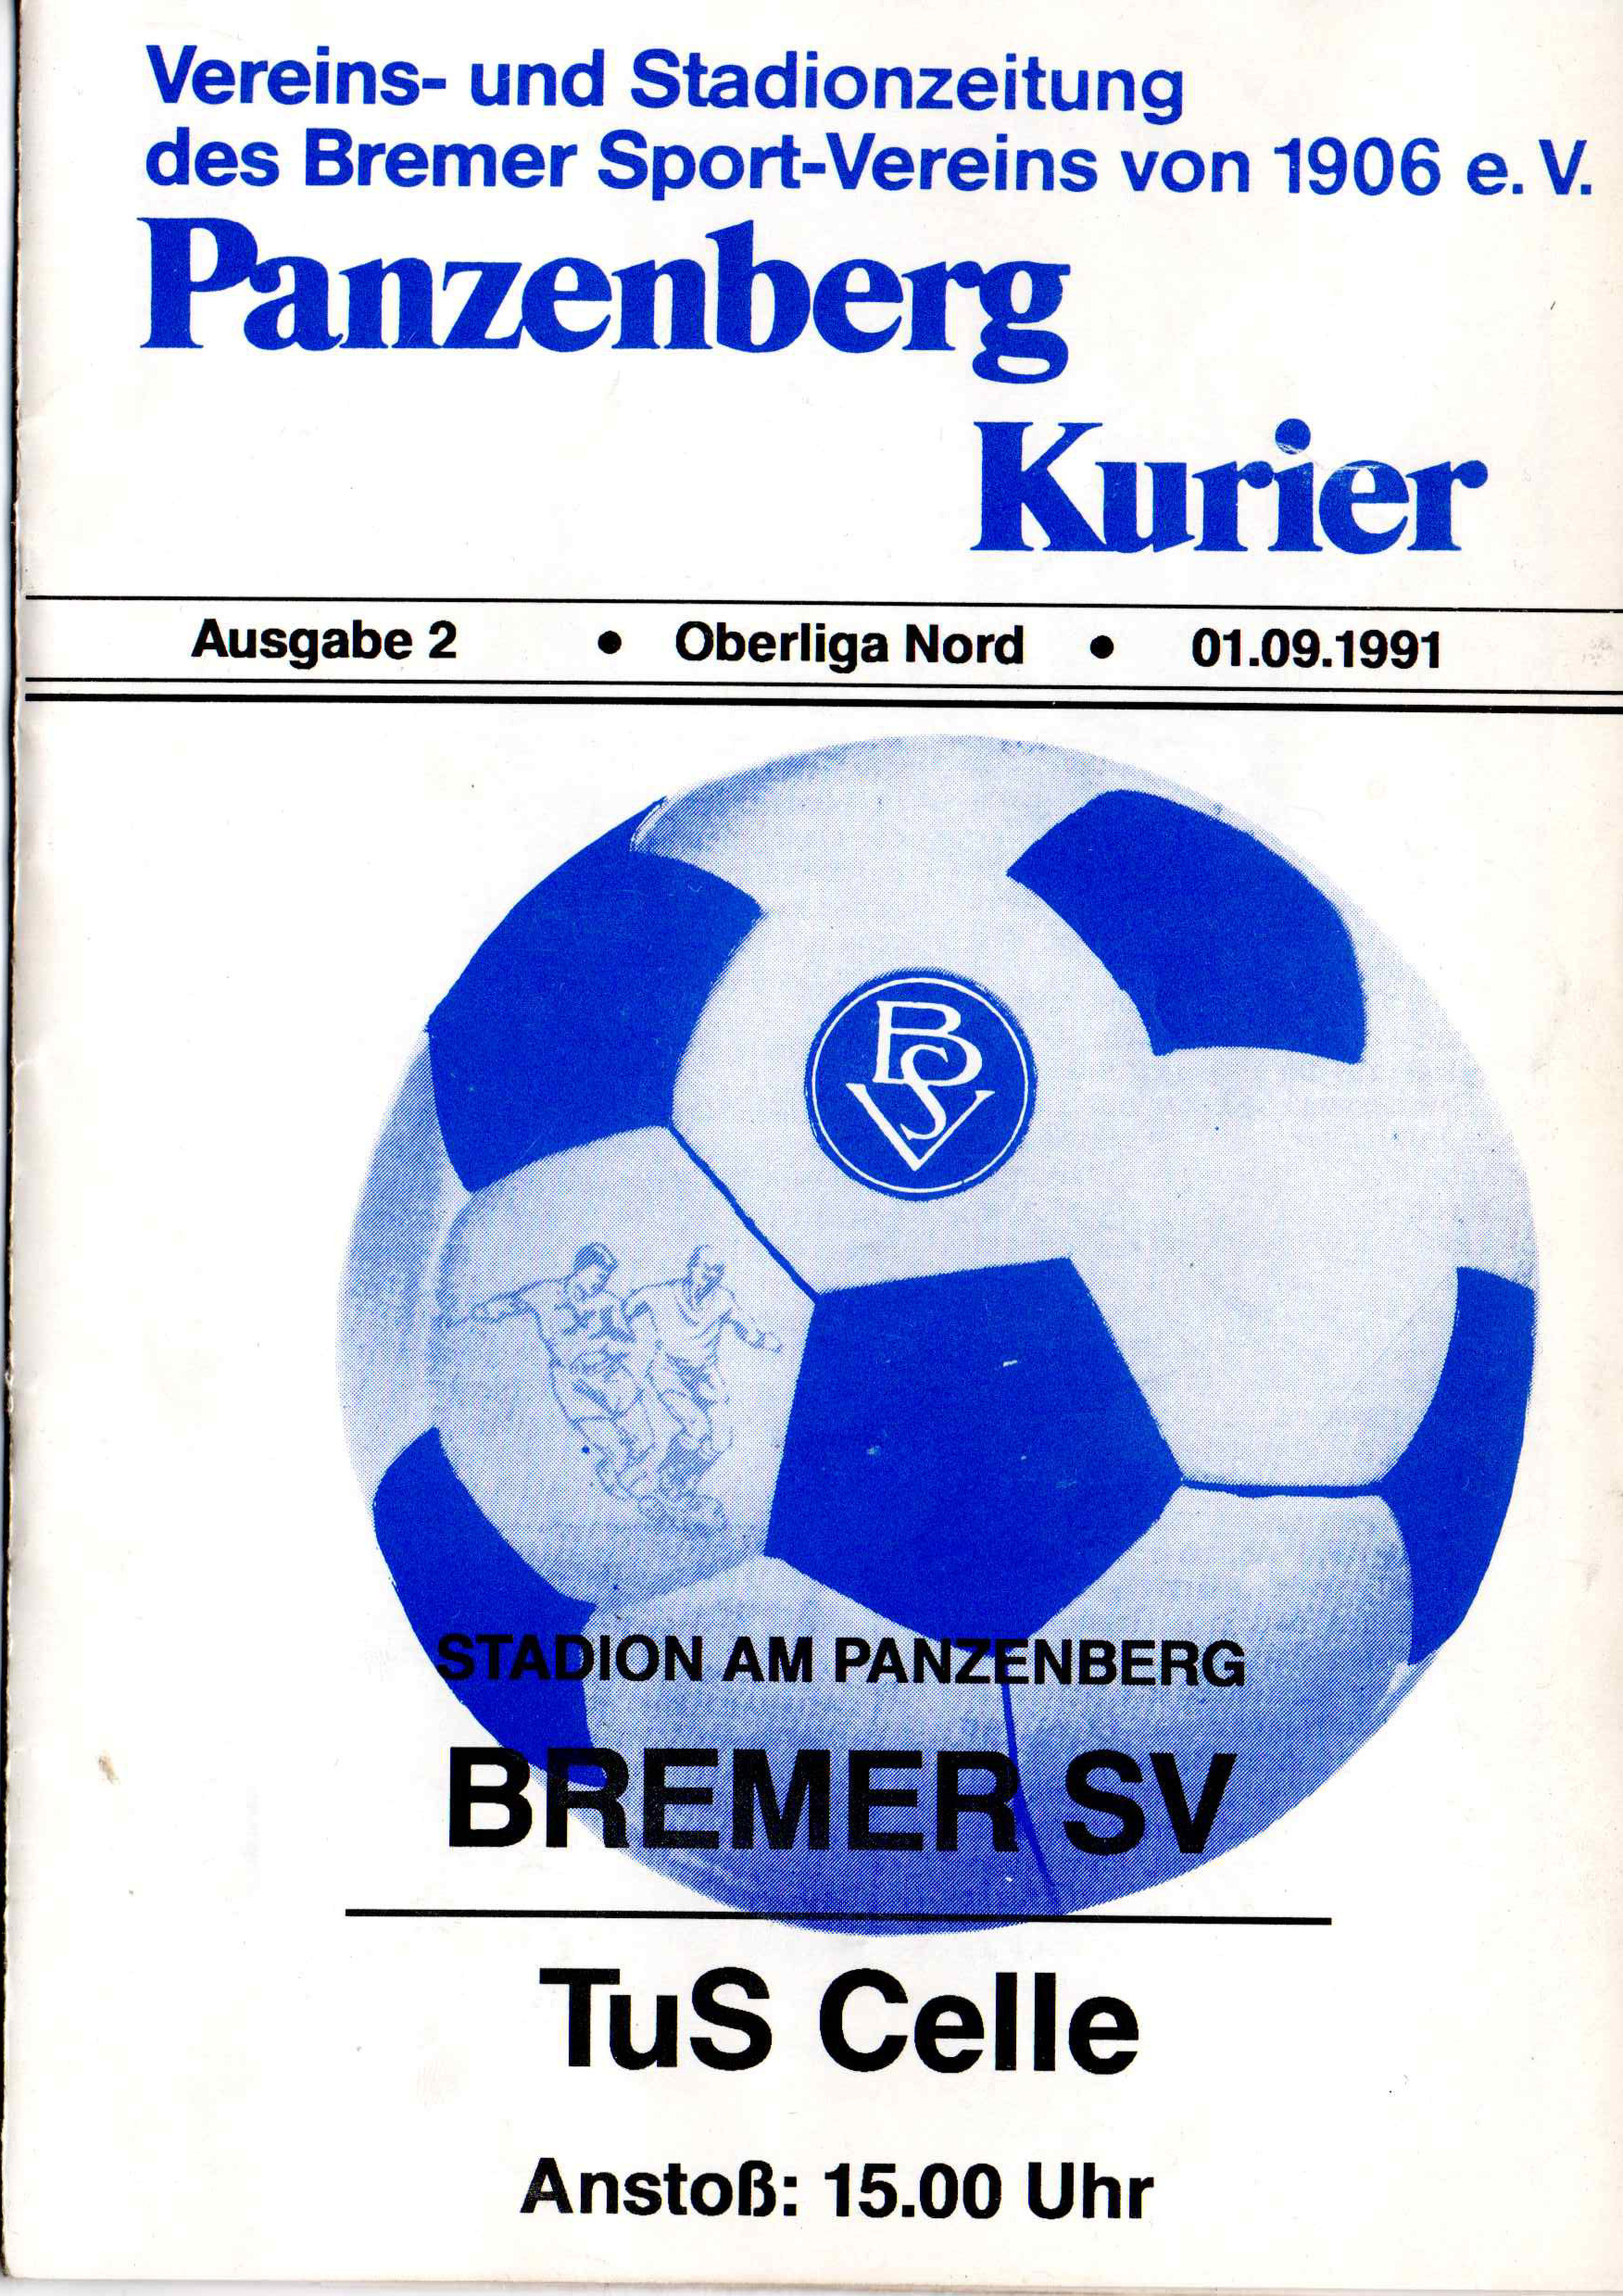 Vereins- und Stadionzeitung
des Bremer Sport-Vereins von 1906 e. V.
Panzenberg
Kurier
Ausgabe 2 • Oberliga Nord • 01.09.1991
BSV
STADION AM PANZENBERG
BREMER SV
TuS Celle
Anstoß: 15.00 Uhr